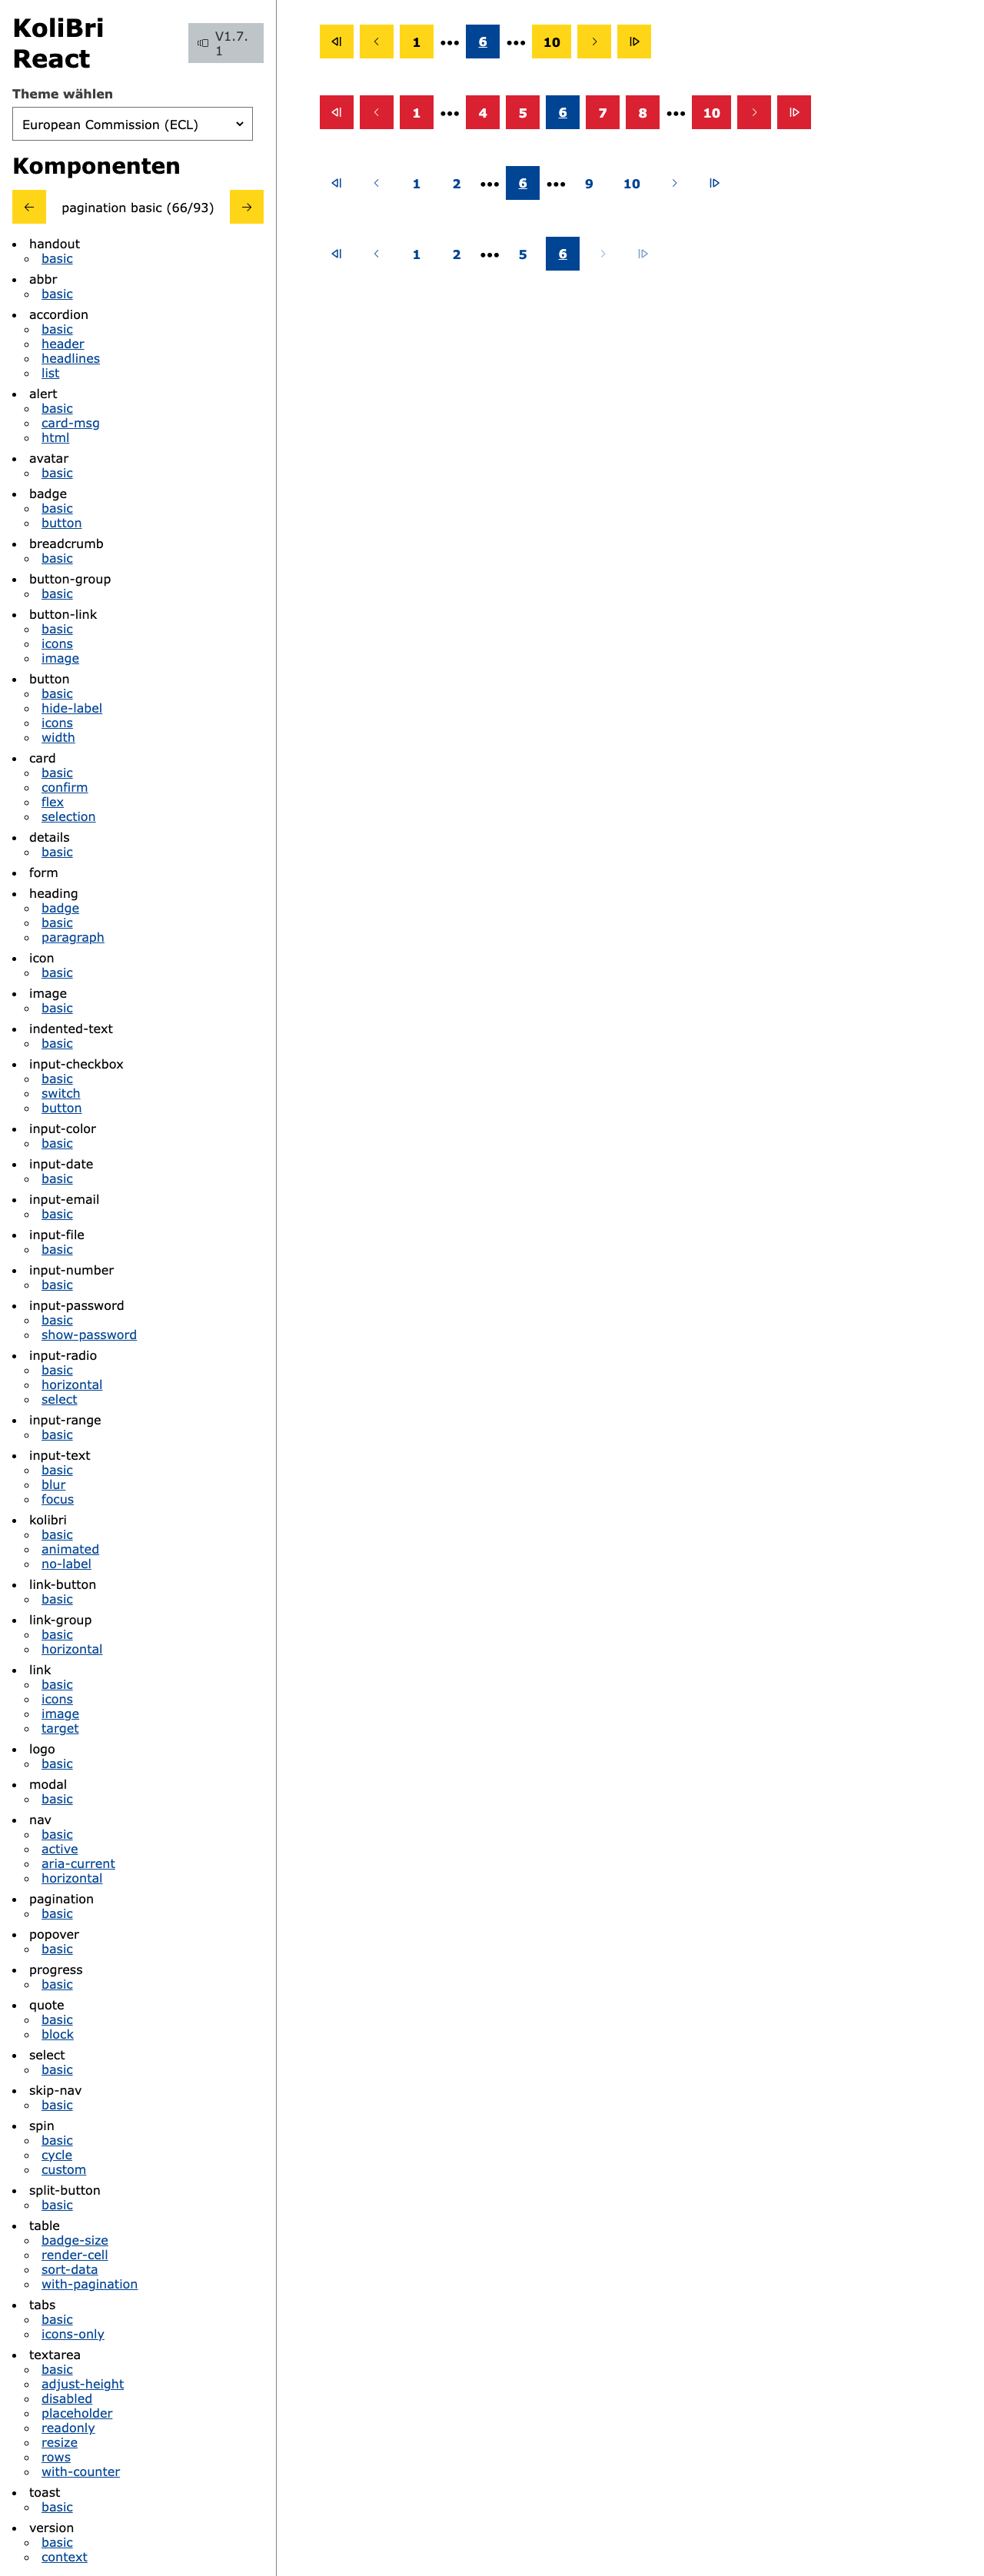 KoliBri
React
V1.7.
1
Theme wählen
European Commission (ECL)
Komponenten
pagination basic (66/93)
handout
basic
abbr
basic
accordion
basic
header
headlines
list
alert
basic
card-msg
html
avatar
basic
badge
basic
button
breadcrumb
basic
button-group
basic
button-link
basic
icons
image
button
basic
hide-label
icons
width
card
basic
confirm
flex
selection
details
basic
form
heading
badge
basic
paragraph
icon
basic
image
basic
indented-text
basic
input-checkbox
basic
switch
button
input-color
basic
input-date
basic
input-email
basic
input-file
basic
input-number
basic
input-password
basic
show-password
input-radio
basic
horizontal
select
input-range
basic
input-text
basic
blur
focus
kolibri
basic
animated
no-label
link-button
basic
link-group
basic
horizontal
link
basic
icons
image
target
logo
basic
modal
basic
nav
basic
active
aria-current
horizontal
pagination
basic
popover
basic
progress
basic
quote
basic
block
select
basic
skip-nav
basic
spin
basic
cycle
custom
split-button
basic
table
badge-size
render-cell
sort-data
with-pagination
tabs
basic
icons-only
textarea
basic
adjust-height
disabled
placeholder
readonly
resize
rows
with-counter
toast
basic
version
basic
context
1 ••• 6 ••• 10
1 ••• 4 5 6 7 8 ••• 10
1 2 ••• 6 ••• 9 10
1 2 ••• 5 6